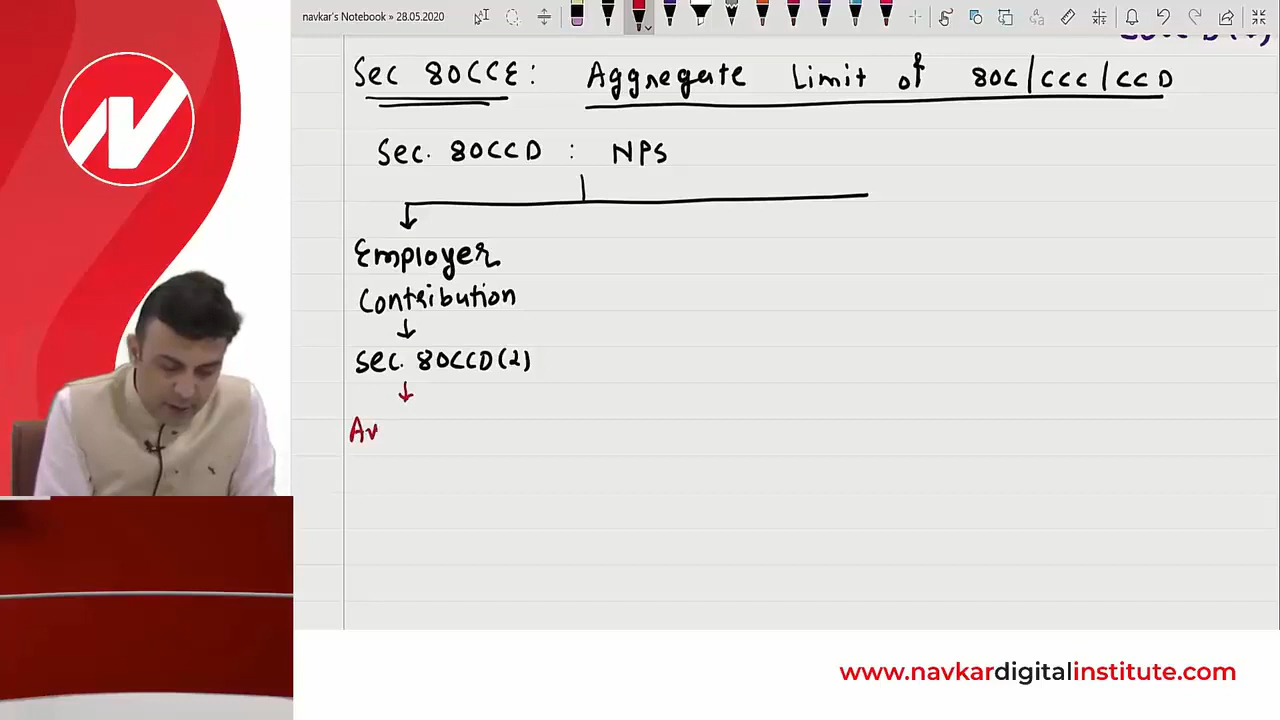 navkar's Notebook » 28.05.2020
Sec 80CCE : Aggregate Limit of 80C/CCC/CCD
Sec. 80CCD : NPS
Employer
Contribution
Sec. 80CCD(2)
Av
www.navkardigitalinstitute.com